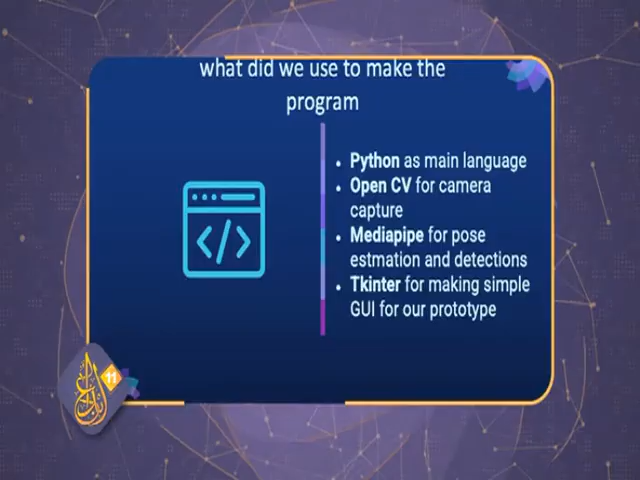 what did we use to make the
program
• Python as main language
• Open CV for camera
capture
• Mediapipe for pose
estmation and detections
• Tkinter for making simple
GUI for our prototype
</>
11